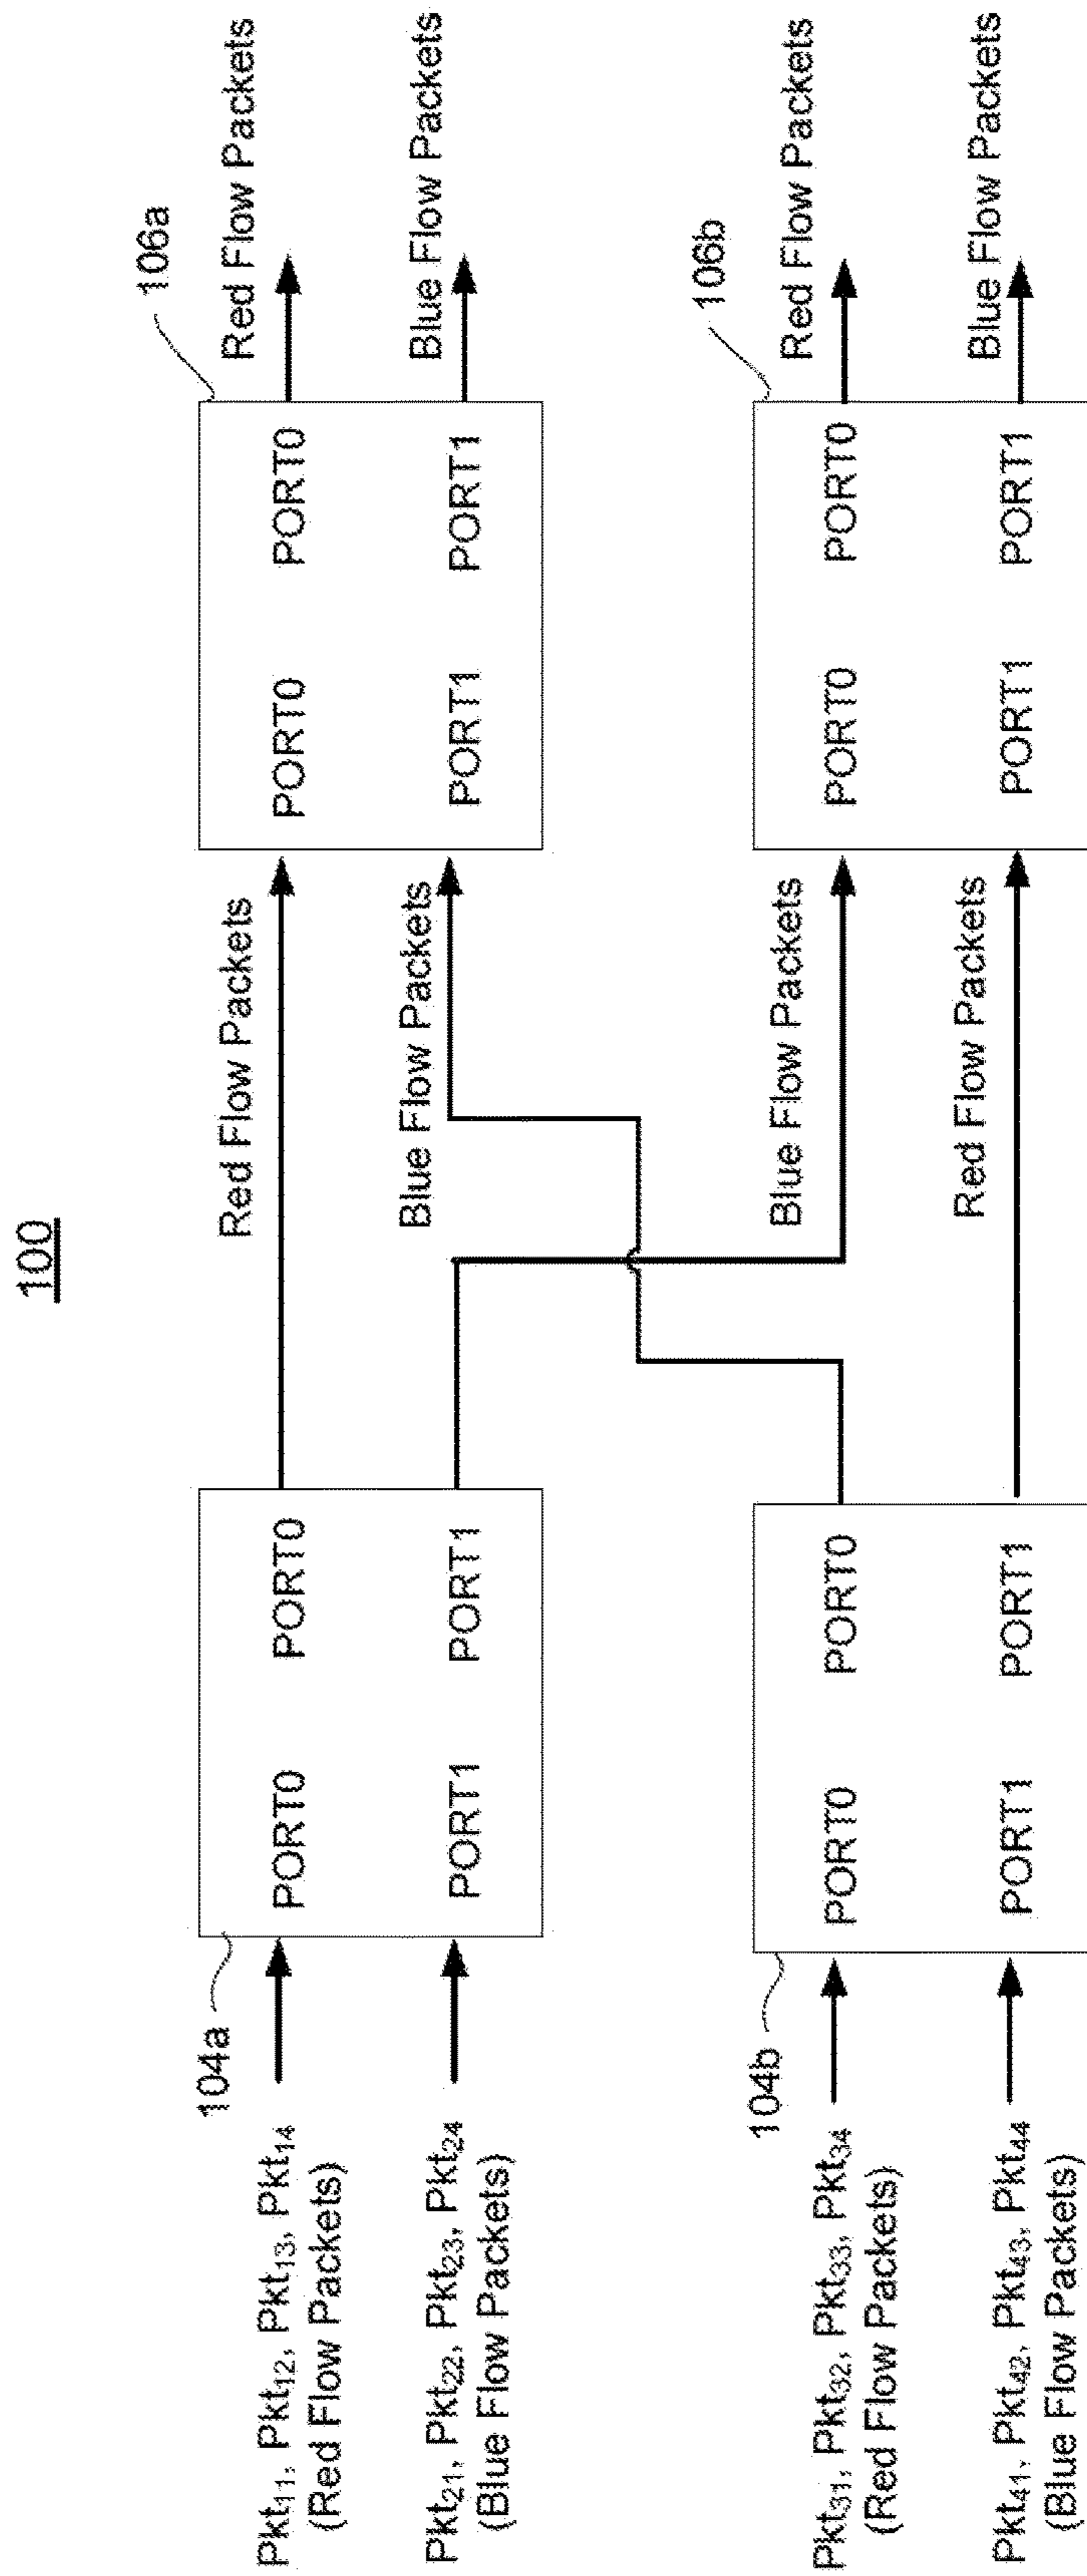 100
Pkt11, Pkt12, Pkt13, Pkt14
(Red Flow Packets)
Pkt21, Pkt22, Pkt23, Pkt24
(Blue Flow Packets)
104a
PORT0 PORT0
PORT1 PORT1
Red Flow Packets
Blue Flow Packets
106a
PORT0 PORT0
PORT1 PORT1
Red Flow Packets
Blue Flow Packets
Pkt31, Pkt32, Pkt33, Pkt34
(Red Flow Packets)
Pkt41, Pkt42, Pkt43, Pkt44
(Blue Flow Packets)
104b
PORT0 PORT0
PORT1 PORT1
Blue Flow Packets
Red Flow Packets
106b
PORT0 PORT0
PORT1 PORT1
Red Flow Packets
Blue Flow Packets